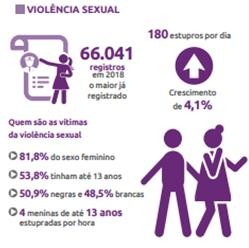 VIOLÊNCIA SEXUAL
66.041
registros
em 2018
o maior já
registrado
180 estupros por dia
Crescimento
de 4,1%
Quem são as vítimas
da violência sexual
81,8% do sexo feminino
53,8% tinham até 13 anos
50,9% negras e 48,5% brancas
4 meninas de até 13 anos
estupradas por hora